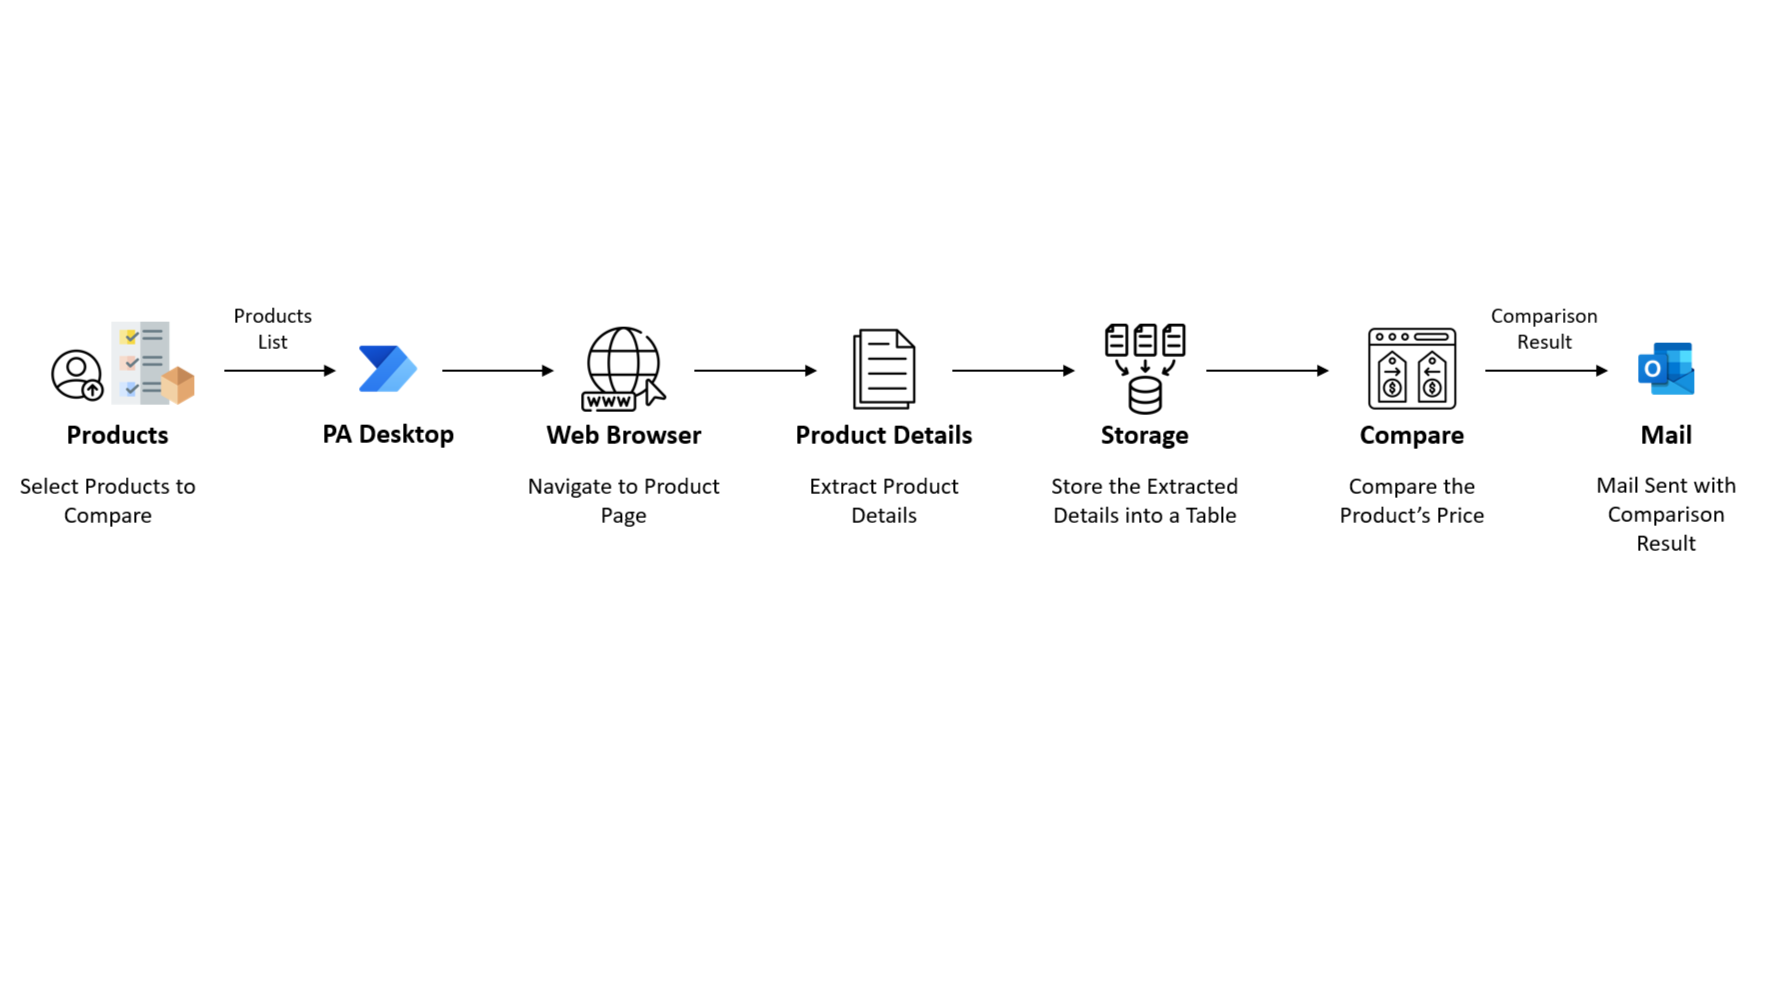 Products
List
Comparison
Result
WWW
O
Products
PA Desktop
Web Browser
Product Details
Storage
Compare
Mail
Select Products to
Compare
Navigate to Product
Page
Extract Product
Details
Store the Extracted
Details into a Table
Compare the
Product’s Price
Mail Sent with
Comparison
Result